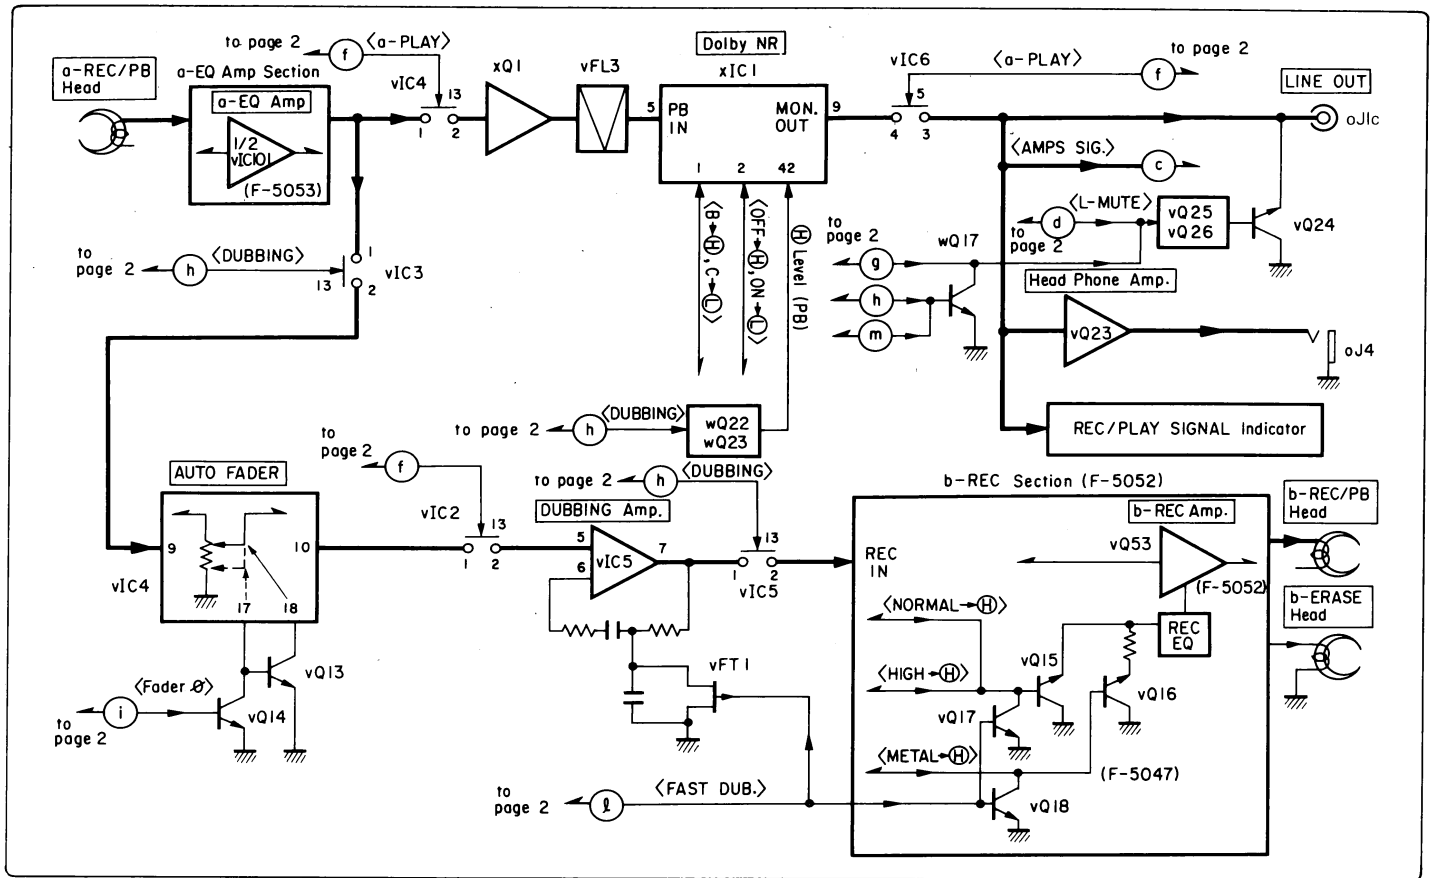 to page 2
f
<a-PLAY>
Dolby NR
vIC6
<a-PLAY>
to page 2
f
a-REC/PB
Head
a-EQ Amp Section
a-EQ Amp
1/2
vIC101
(F-5053)
vIC4
13
1
2
xQ1
vFL3
xIC1
5
PB
IN
MON.
OUT
9
1
2
42
5
4
3
LINE OUT
oJ1c
<AMPS SIG.>
c
<L-MUTE>
d
to
page 2
vQ25
vQ26
vQ24
to
page 2
h
<DUBBING>
13
1
2
vIC3
<B→Ⓗ, C→Ⓛ>
<OFF→Ⓗ, ON→Ⓛ>
Ⓗ Level (PB)
to
page 2
g
h
m
wQ17
Head Phone Amp.
vQ23
oJ4
REC/PLAY SIGNAL Indicator
to page 2
h
<DUBBING>
wQ22
wQ23
AUTO FADER
9
10
vIC4
17
18
vQ13
vQ14
<Fader Ø>
i
to
page 2
to
page 2
f
vIC2
13
1
2
to page 2
h
<DUBBING>
DUBBING Amp.
5
6
vIC5
7
13
1
2
vIC5
vFT1
to
page 2
ℓ
<FAST DUB.>
b-REC Section (F-5052)
b-REC Amp.
vQ53
(F-5052)
REC
IN
REC
EQ
<NORMAL→Ⓗ>
<HIGH→Ⓗ>
<METAL→Ⓗ>
vQ15
vQ16
vQ17
vQ18
(F-5047)
b-REC/PB
Head
b-ERASE
Head